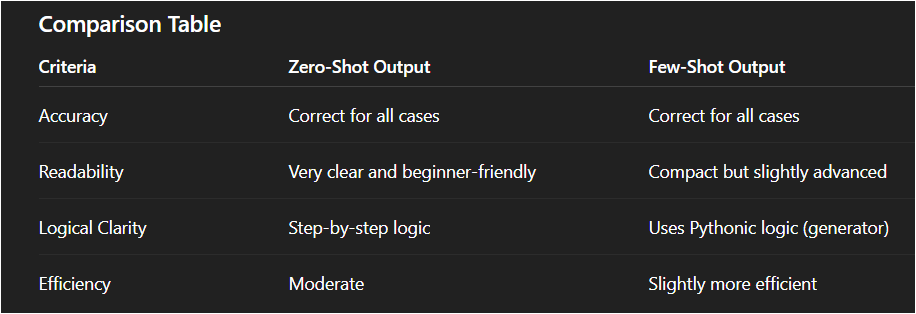 Comparison Table
Criteria Zero-Shot Output Few-Shot Output
Accuracy Correct for all cases Correct for all cases
Readability Very clear and beginner-friendly Compact but slightly advanced
Logical Clarity Step-by-step logic Uses Pythonic logic (generator)
Efficiency Moderate Slightly more efficient